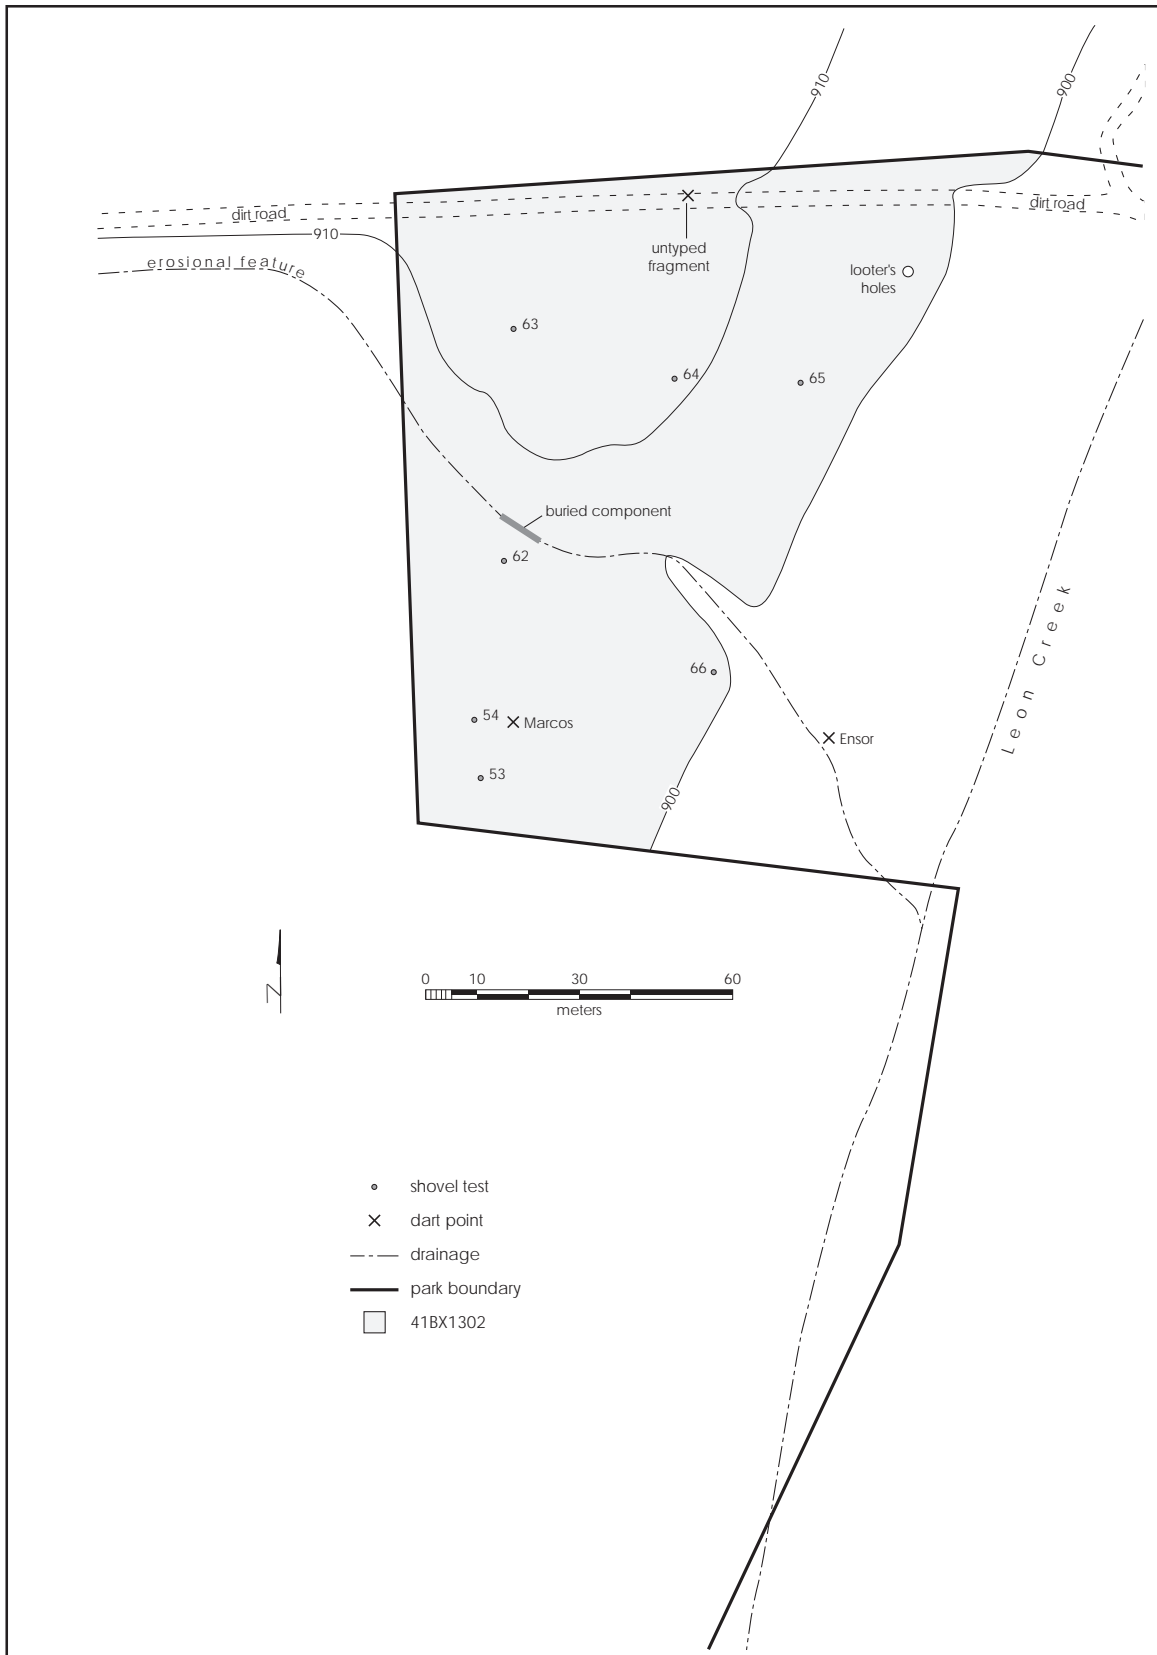 910
900
dirt road
910
dirt road
erosional feature
untyped
fragment
looter's
holes
63
64
65
buried component
62
Leon Creek
66
54
Marcos
Ensor
53
900
N
0 10 30 60
meters
shovel test
dart point
drainage
park boundary
41BX1302